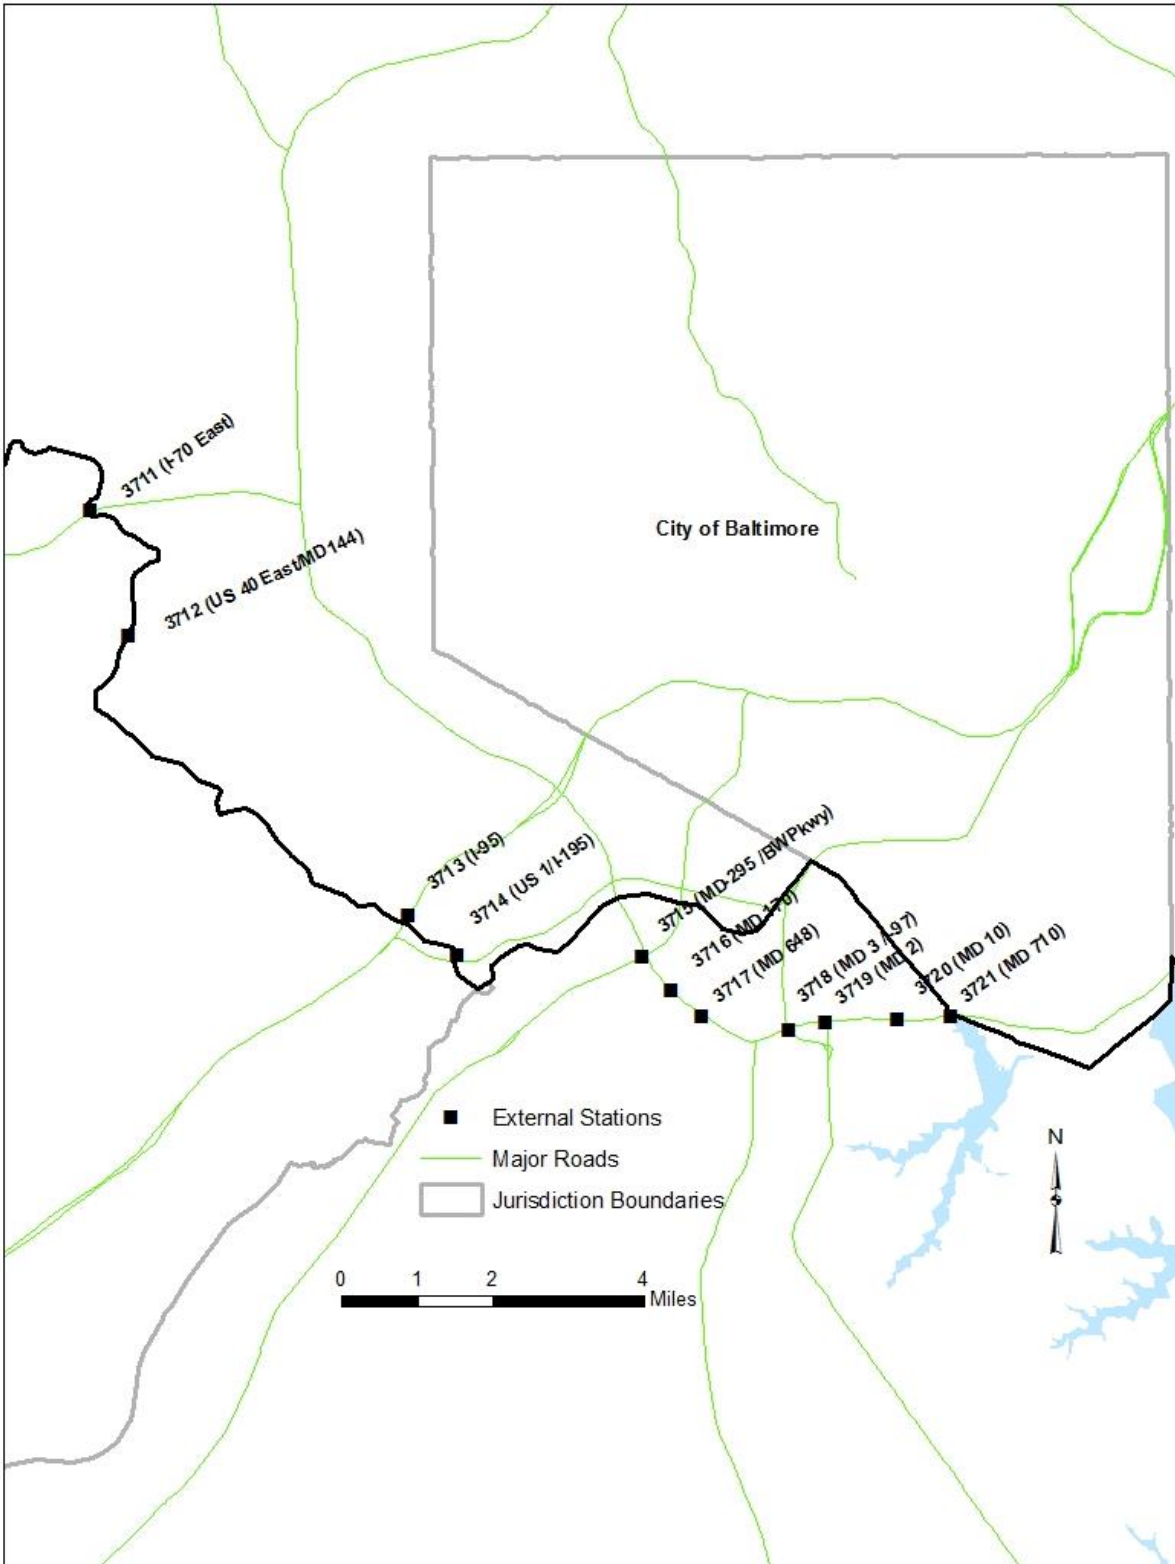 3711 (I-70 East)
3712 (US 40 East/MD144)
City of Baltimore
3713 (I-95)
3714 (US 1/I-195)
3715 (MD-295 /BWPkwy)
3716 (MD 170)
3717 (MD 648)
3718 (MD 3 /I-97)
3719 (MD 2)
3720 (MD 10)
3721 (MD 710)
External Stations
Major Roads
Jurisdiction Boundaries
N
0 1 2 4
Miles